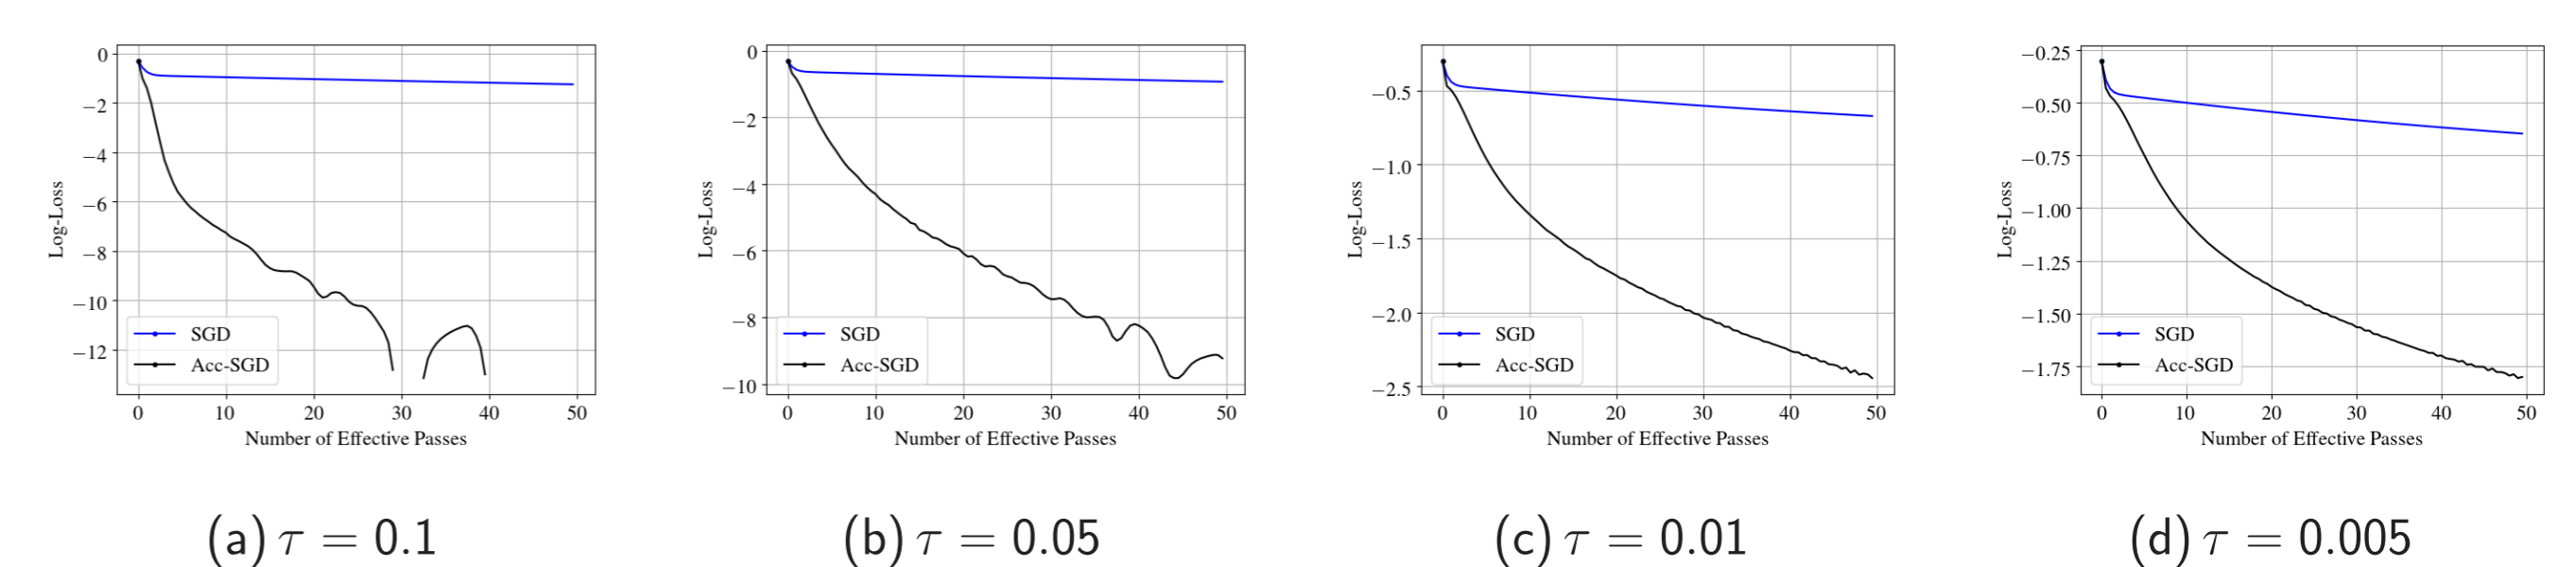 0
−2
−4
−6
−8
−10
−12
Log-Loss
SGD
Acc-SGD
0 10 20 30 40 50
Number of Effective Passes
(a) τ = 0.1
0
−2
−4
−6
−8
−10
Log-Loss
SGD
Acc-SGD
0 10 20 30 40 50
Number of Effective Passes
(b) τ = 0.05
−0.5
−1.0
−1.5
−2.0
−2.5
Log-Loss
SGD
Acc-SGD
0 10 20 30 40 50
Number of Effective Passes
(c) τ = 0.01
−0.25
−0.50
−0.75
−1.00
−1.25
−1.50
−1.75
Log-Loss
SGD
Acc-SGD
0 10 20 30 40 50
Number of Effective Passes
(d) τ = 0.005